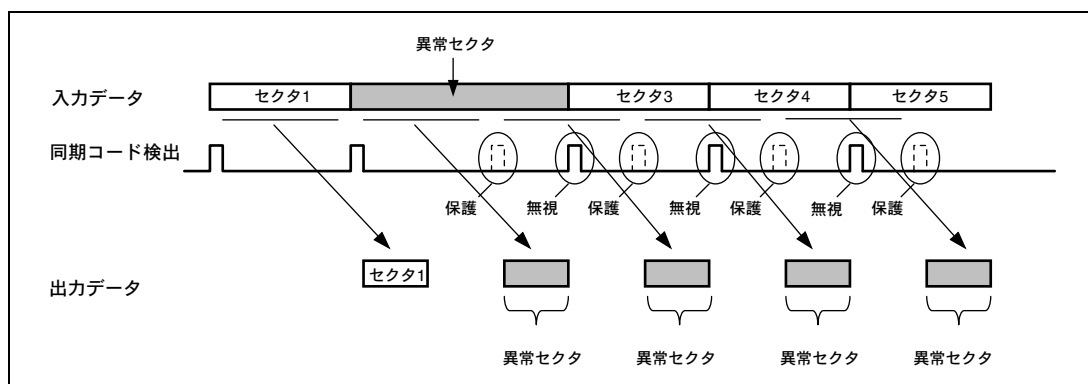 異常セクタ
入力データ
セクタ1
セクタ3
セクタ4
セクタ5
同期コード検出
保護
無視
保護
無視
保護
無視
保護
出力データ
セクタ1
異常セクタ
異常セクタ
異常セクタ
異常セクタ